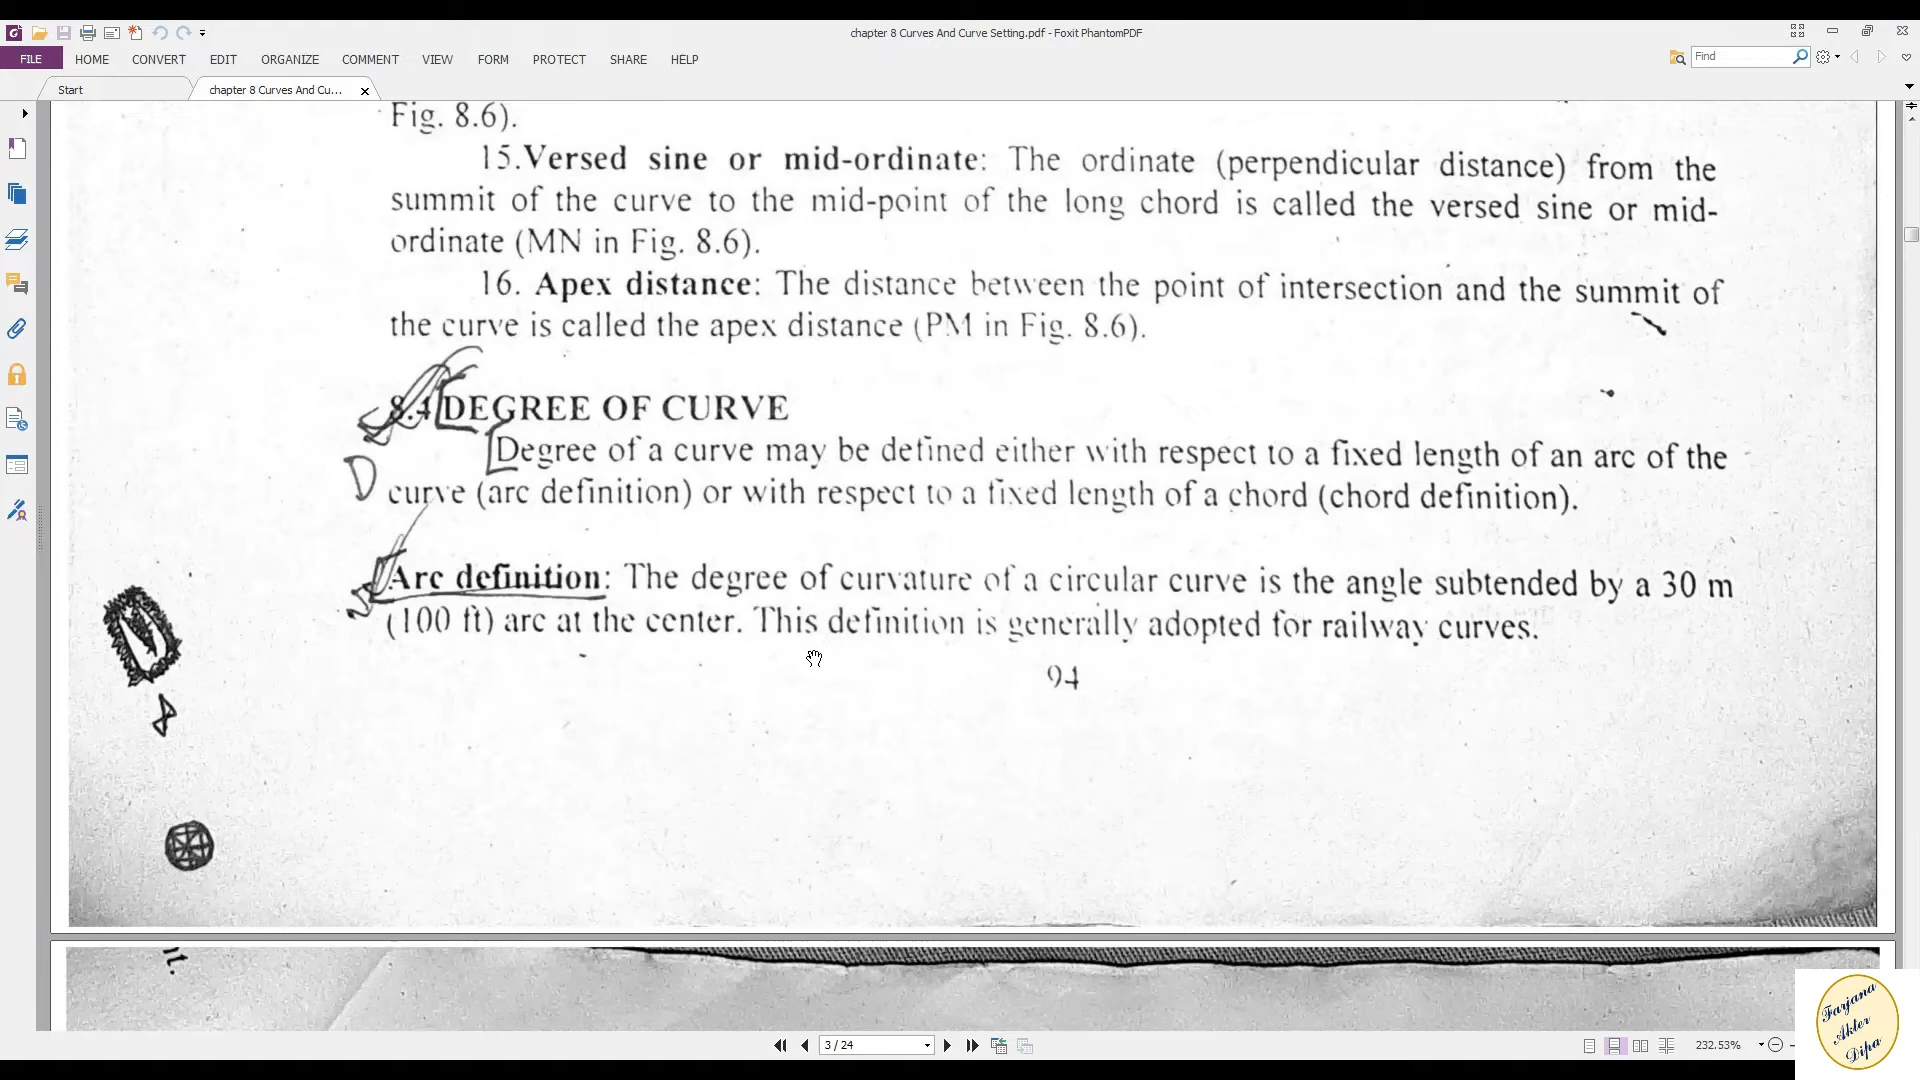 chapter 8 Curves And Curve Setting.pdf - Foxit PhantomPDF
FILE HOME CONVERT EDIT ORGANIZE COMMENT VIEW FORM PROTECT SHARE HELP
Find
Start
chapter 8 Curves And Cu...
Fig. 8.6).
15.Versed sine or mid-ordinate: The ordinate (perpendicular distance) from the
summit of the curve to the mid-point of the long chord is called the versed sine or mid-
ordinate (MN in Fig. 8.6).
16. Apex distance: The distance between the point of intersection and the summit of
the curve is called the apex distance (PM in Fig. 8.6).
8.4 DEGREE OF CURVE
Degree of a curve may be defined either with respect to a fixed length of an arc of the
D
curve (arc definition) or with respect to a fixed length of a chord (chord definition).
Arc definition: The degree of curvature of a circular curve is the angle subtended by a 30 m
(100 ft) arc at the center. This definition is generally adopted for railway curves.
94
3 / 24
232.53%
Farjana
Akter
Dipa